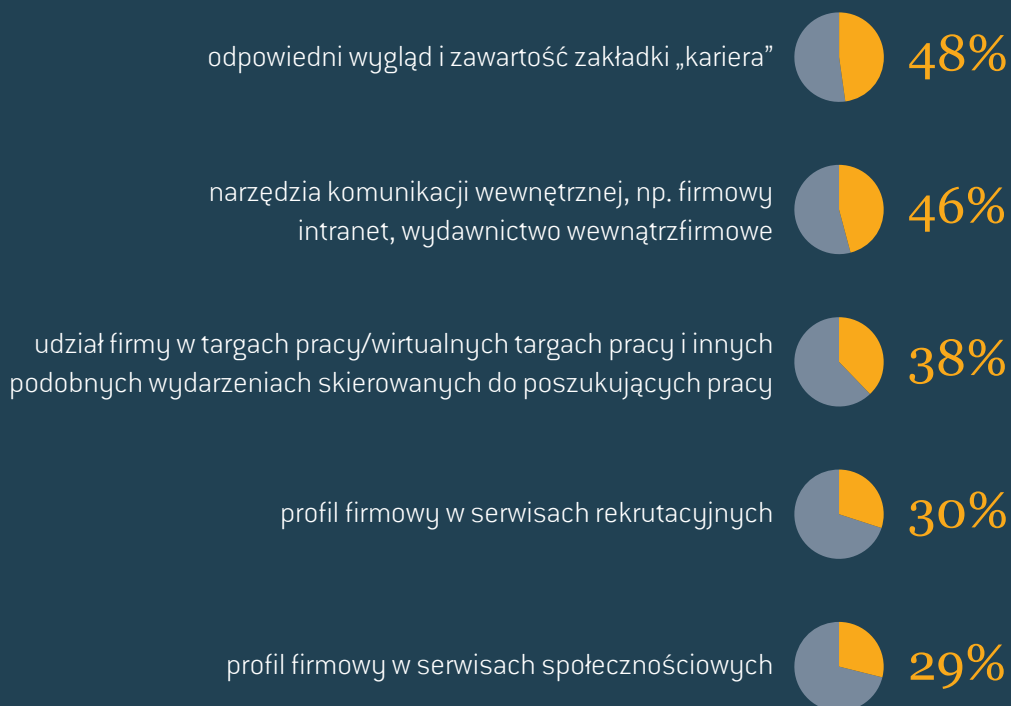 odpowiedni wygląd i zawartość zakładki „kariera”
48%
narzędzia komunikacji wewnętrznej, np. firmowy
intranet, wydawnictwo wewnątrzfirmowe
46%
udział firmy w targach pracy/wirtualnych targach pracy i innych
podobnych wydarzeniach skierowanych do poszukujących pracy
38%
profil firmowy w serwisach rekrutacyjnych
30%
profil firmowy w serwisach społecznościowych
29%